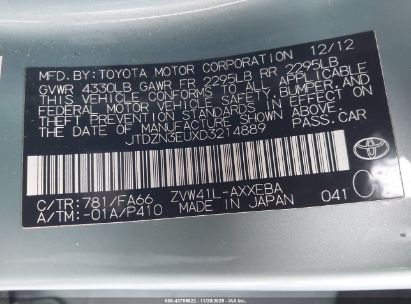 MFD.BY:TOYOTA MOTOR CORPORATION 12/12
GVWR 4330LB GAWR FR 2295LB RR 2295LB
THIS VEHICLE CONFORMS TO ALL APPLICABLE
FEDERAL MOTOR VEHICLE SAFETY, BUMPER, AND
THEFT PREVENTION STANDARDS IN EFFECT ON
THE DATE OF MANUFACTURE SHOWN ABOVE.
JTDZN3EUXD3214889 PASS.CAR
C/TR:781/FA66 ZVW41L-AXXEBA
A/TM:-01A/P410 MADE IN JAPAN 041
TOYOTA